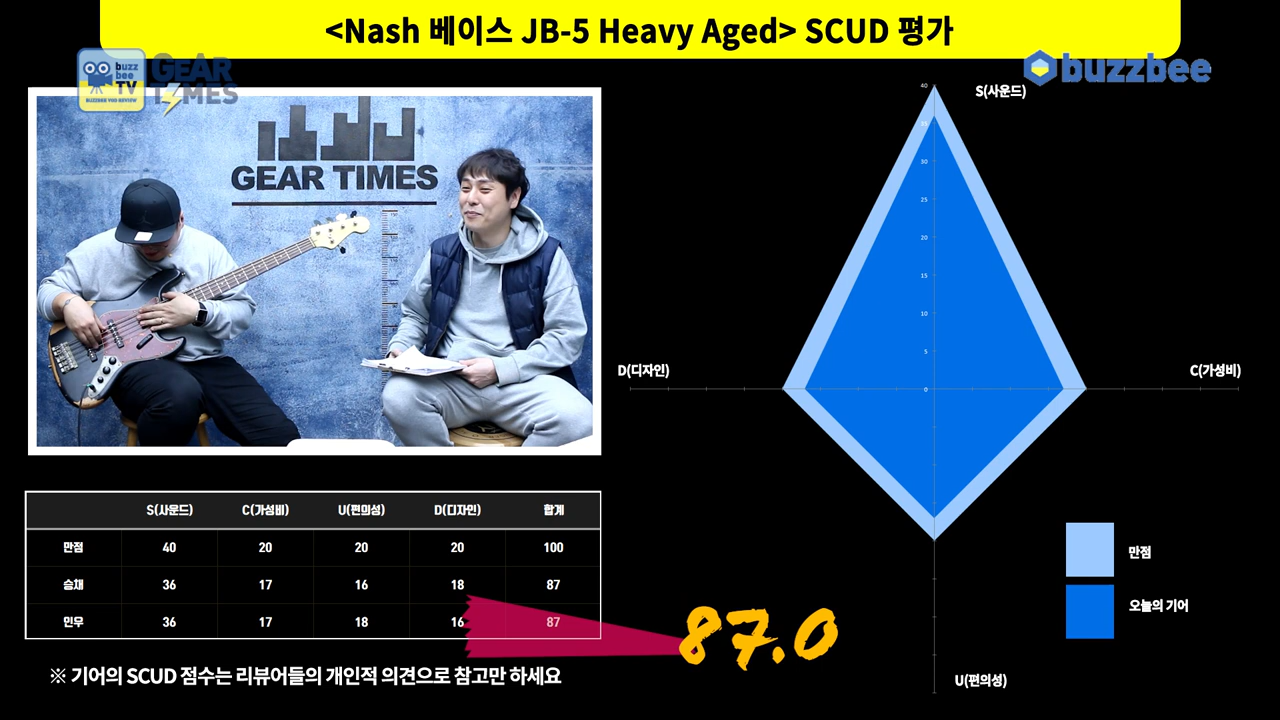 <Nash 베이스 JB-5 Heavy Aged> SCUD 평가
buzz
bee
TV
BUZZBEE VOD REVIEW
GEAR
TIMES
buzzbee
GEAR TIMES
S(사운드)
40
35
30
25
20
15
10
5
0
D(디자인)
C(가성비)
U(편의성)
만점
오늘의 기어
S(사운드) C(가성비) U(편의성) D(디자인) 합계
만점 40 20 20 20 100
승채 36 17 16 18 87
인우 36 17 18 16 87
87.0
※ 기어의 SCUD 점수는 리뷰어들의 개인적 의견으로 참고만 하세요